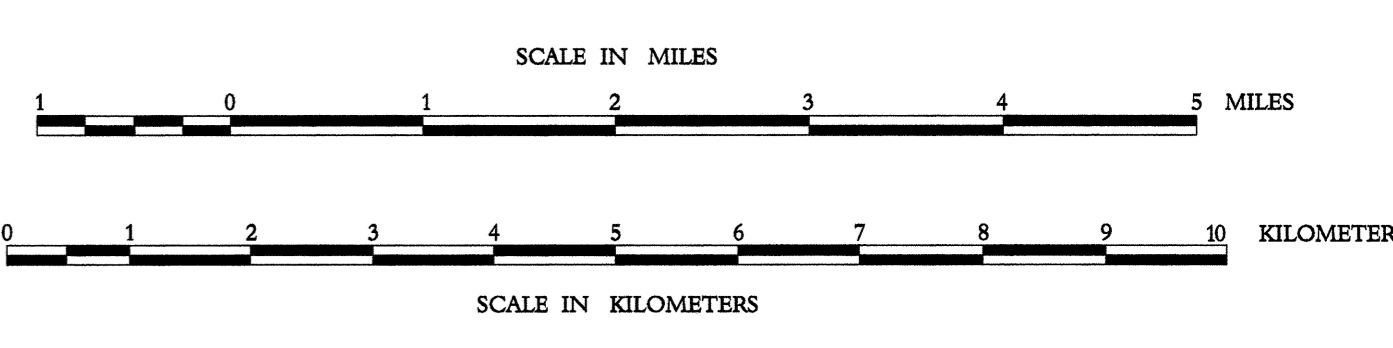 SCALE IN MILES
1 0 1 2 3 4 5 MILES
0 1 2 3 4 5 6 7 8 9 10 KILOMETER
SCALE IN KILOMETERS